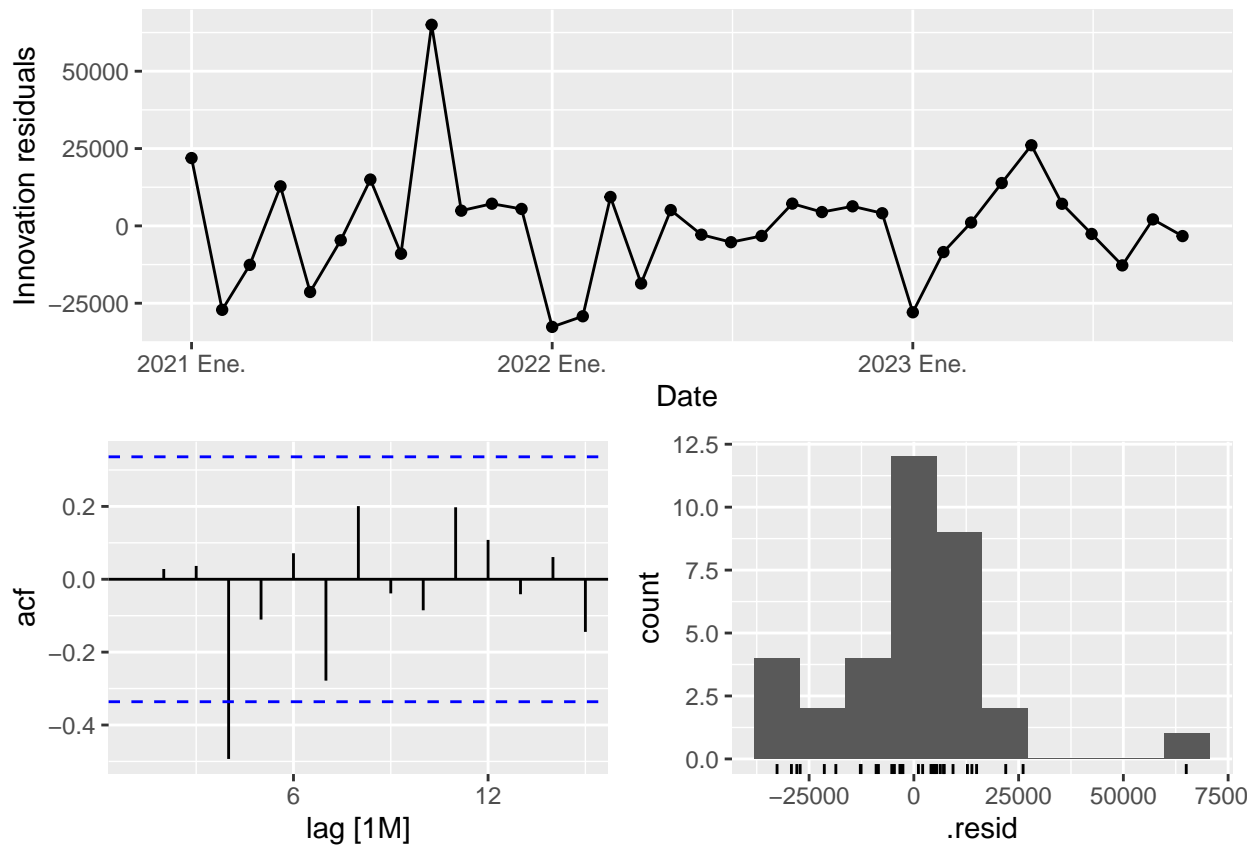 Innovation residuals
50000
25000
0
−25000
2021 Ene.
2022 Ene.
2023 Ene.
Date
acf
0.2
0.0
−0.2
−0.4
6
12
lag [1M]
count
12.5
10.0
7.5
5.0
2.5
0.0
−25000
0
25000
50000
7500
.resid